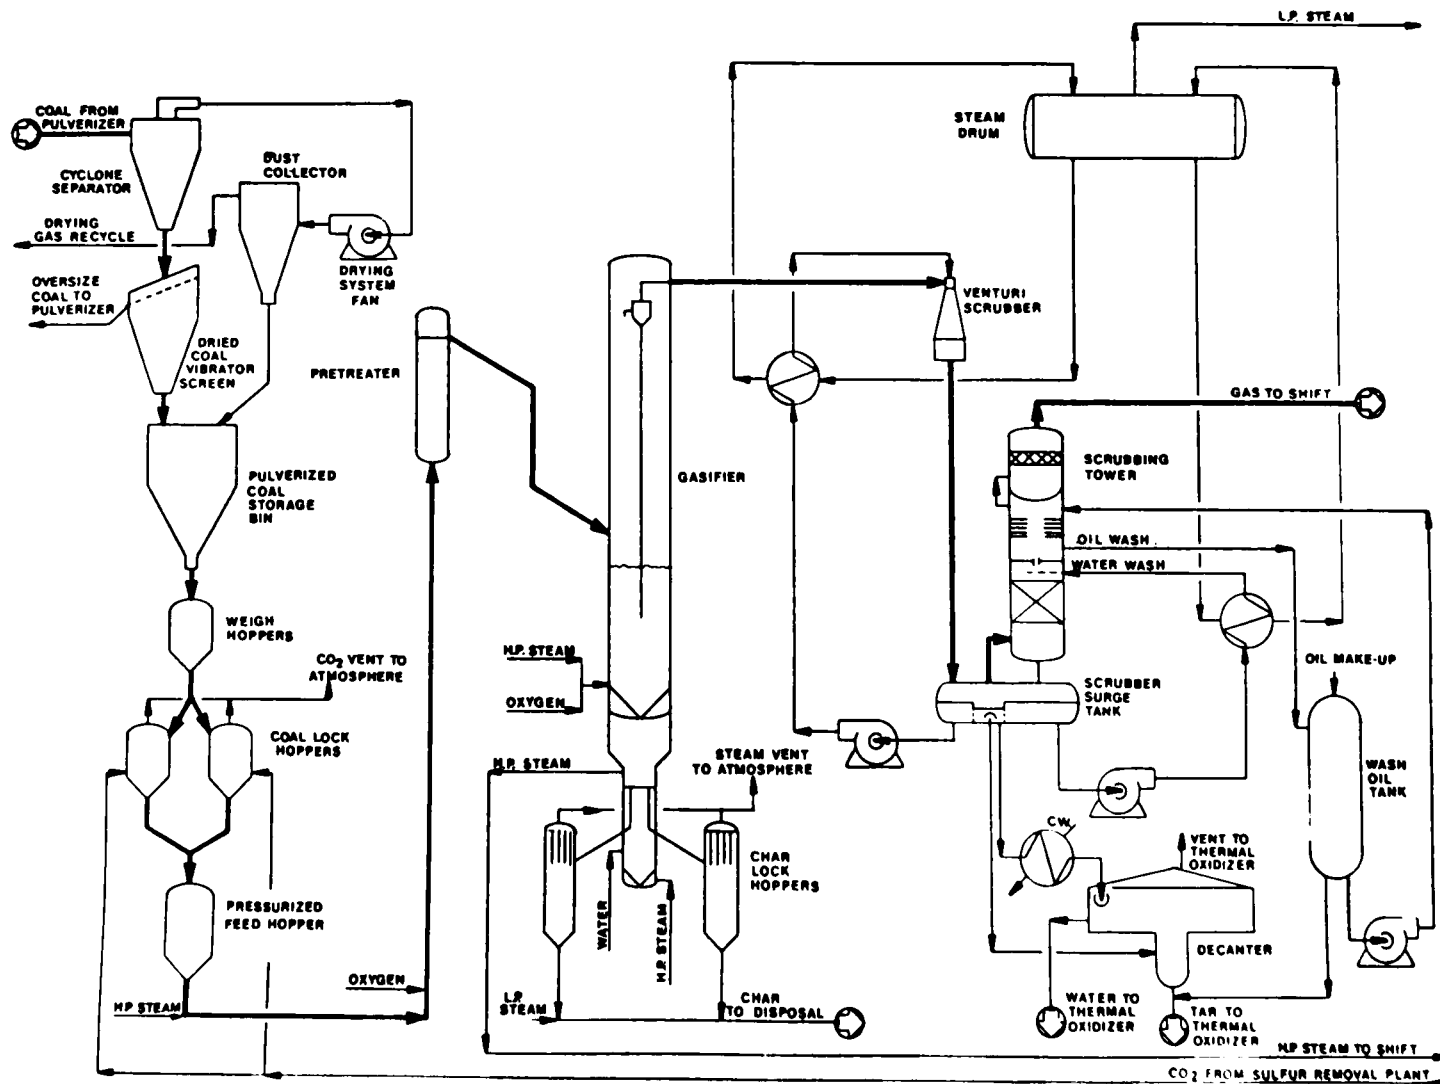 L.P. STEAM
COAL FROM
PULVERIZER
STEAM
DRUM
DUST
COLLECTOR
CYCLONE
SEPARATOR
DRYING
GAS RECYCLE
DRYING
SYSTEM
FAN
OVERSIZE
COAL TO
PULVERIZER
VENTURI
SCRUBBER
DRIED
COAL
VIBRATOR
SCREEN
PRETREATER
GAS TO SHIFT
PULVERIZED
COAL
STORAGE
BIN
GASIFIER
SCRUBBING
TOWER
OIL WASH
WATER WASH
WEIGH
HOPPERS
CO2 VENT TO
ATMOSPHERE
H.P. STEAM
OXYGEN
OIL MAKE-UP
SCRUBBER
SURGE
TANK
COAL LOCK
HOPPERS
H.P. STEAM
STEAM VENT
TO ATMOSPHERE
WASH
OIL
TANK
C.W.
VENT TO
THERMAL
OXIDIZER
CHAR
LOCK
HOPPERS
PRESSURIZED
FEED HOPPER
WATER
H.P. STEAM
DECANTER
OXYGEN
H.P. STEAM
L.P.
STEAM
CHAR
TO DISPOSAL
WATER TO
THERMAL
OXIDIZER
TAR TO
THERMAL
OXIDIZER
H.P. STEAM TO SHIFT
CO2 FROM SULFUR REMOVAL PLANT